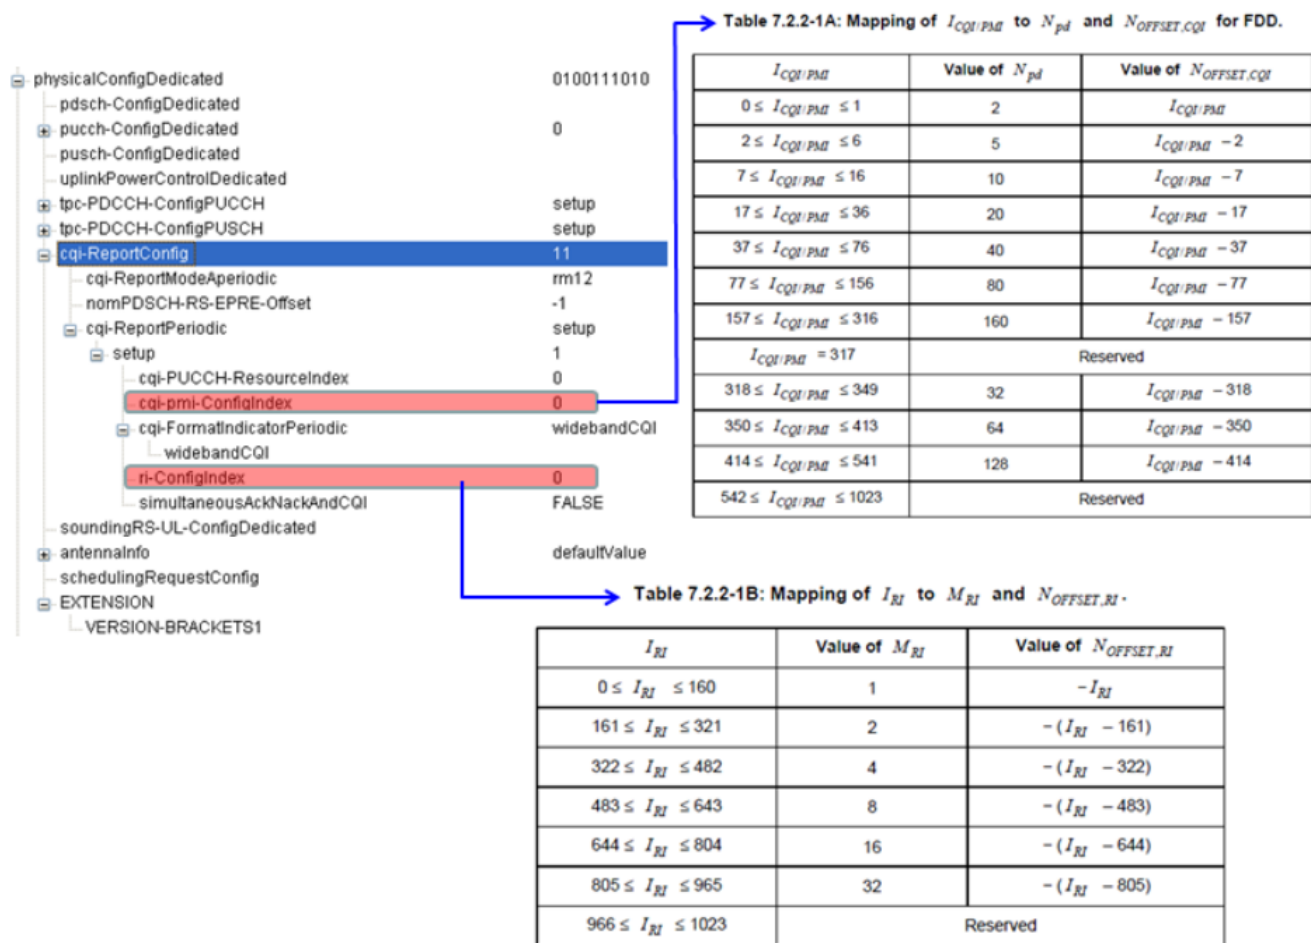 Table 7.2.2-1A: Mapping of I_CQI/PMI to N_pd and N_OFFSET,CQI for FDD.
I_CQI/PMI Value of N_pd Value of N_OFFSET,CQI
0 ≤ I_CQI/PMI ≤ 1 2 I_CQI/PMI
2 ≤ I_CQI/PMI ≤ 6 5 I_CQI/PMI − 2
7 ≤ I_CQI/PMI ≤ 16 10 I_CQI/PMI − 7
17 ≤ I_CQI/PMI ≤ 36 20 I_CQI/PMI − 17
37 ≤ I_CQI/PMI ≤ 76 40 I_CQI/PMI − 37
77 ≤ I_CQI/PMI ≤ 156 80 I_CQI/PMI − 77
157 ≤ I_CQI/PMI ≤ 316 160 I_CQI/PMI − 157
I_CQI/PMI = 317 Reserved
318 ≤ I_CQI/PMI ≤ 349 32 I_CQI/PMI − 318
350 ≤ I_CQI/PMI ≤ 413 64 I_CQI/PMI − 350
414 ≤ I_CQI/PMI ≤ 541 128 I_CQI/PMI − 414
542 ≤ I_CQI/PMI ≤ 1023 Reserved
physicalConfigDedicated 0100111010
pdsch-ConfigDedicated
pucch-ConfigDedicated 0
pusch-ConfigDedicated
uplinkPowerControlDedicated
tpc-PDCCH-ConfigPUCCH setup
tpc-PDCCH-ConfigPUSCH setup
cqi-ReportConfig 11
cqi-ReportModeAperiodic rm12
nomPDSCH-RS-EPRE-Offset -1
cqi-ReportPeriodic setup
setup 1
cqi-PUCCH-ResourceIndex 0
cqi-pmi-ConfigIndex 0
cqi-FormatIndicatorPeriodic widebandCQI
widebandCQI
ri-ConfigIndex 0
simultaneousAckNackAndCQI FALSE
soundingRS-UL-ConfigDedicated
antennaInfo defaultValue
schedulingRequestConfig
EXTENSION
VERSION-BRACKETS1
Table 7.2.2-1B: Mapping of I_RI to M_RI and N_OFFSET,RI.
I_RI Value of M_RI Value of N_OFFSET,RI
0 ≤ I_RI ≤ 160 1 − I_RI
161 ≤ I_RI ≤ 321 2 − (I_RI − 161)
322 ≤ I_RI ≤ 482 4 − (I_RI − 322)
483 ≤ I_RI ≤ 643 8 − (I_RI − 483)
644 ≤ I_RI ≤ 804 16 − (I_RI − 644)
805 ≤ I_RI ≤ 965 32 − (I_RI − 805)
966 ≤ I_RI ≤ 1023 Reserved